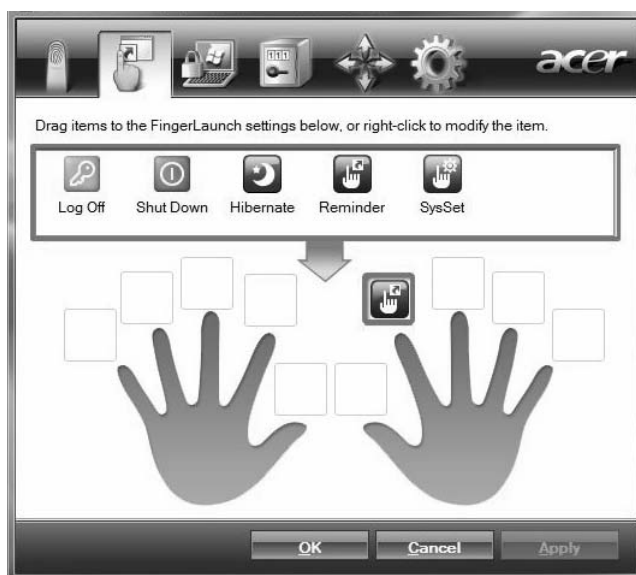 acer
Drag items to the FingerLaunch settings below, or right-click to modify the item.
Log Off Shut Down Hibernate Reminder SysSet
OK Cancel Apply